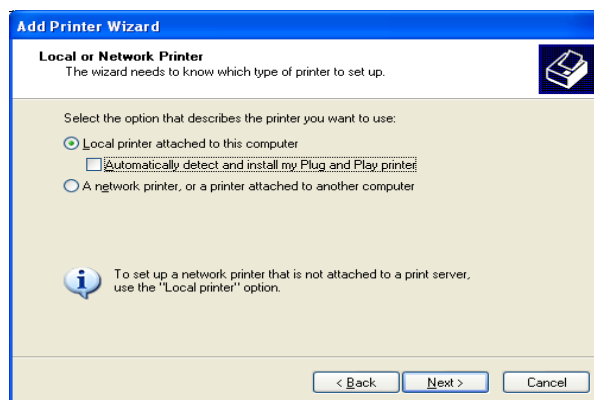 Add Printer Wizard
Local or Network Printer
The wizard needs to know which type of printer to set up.
Select the option that describes the printer you want to use:
Local printer attached to this computer
Automatically detect and install my Plug and Play printer
A network printer, or a printer attached to another computer
To set up a network printer that is not attached to a print server,
use the "Local printer" option.
< Back Next > Cancel